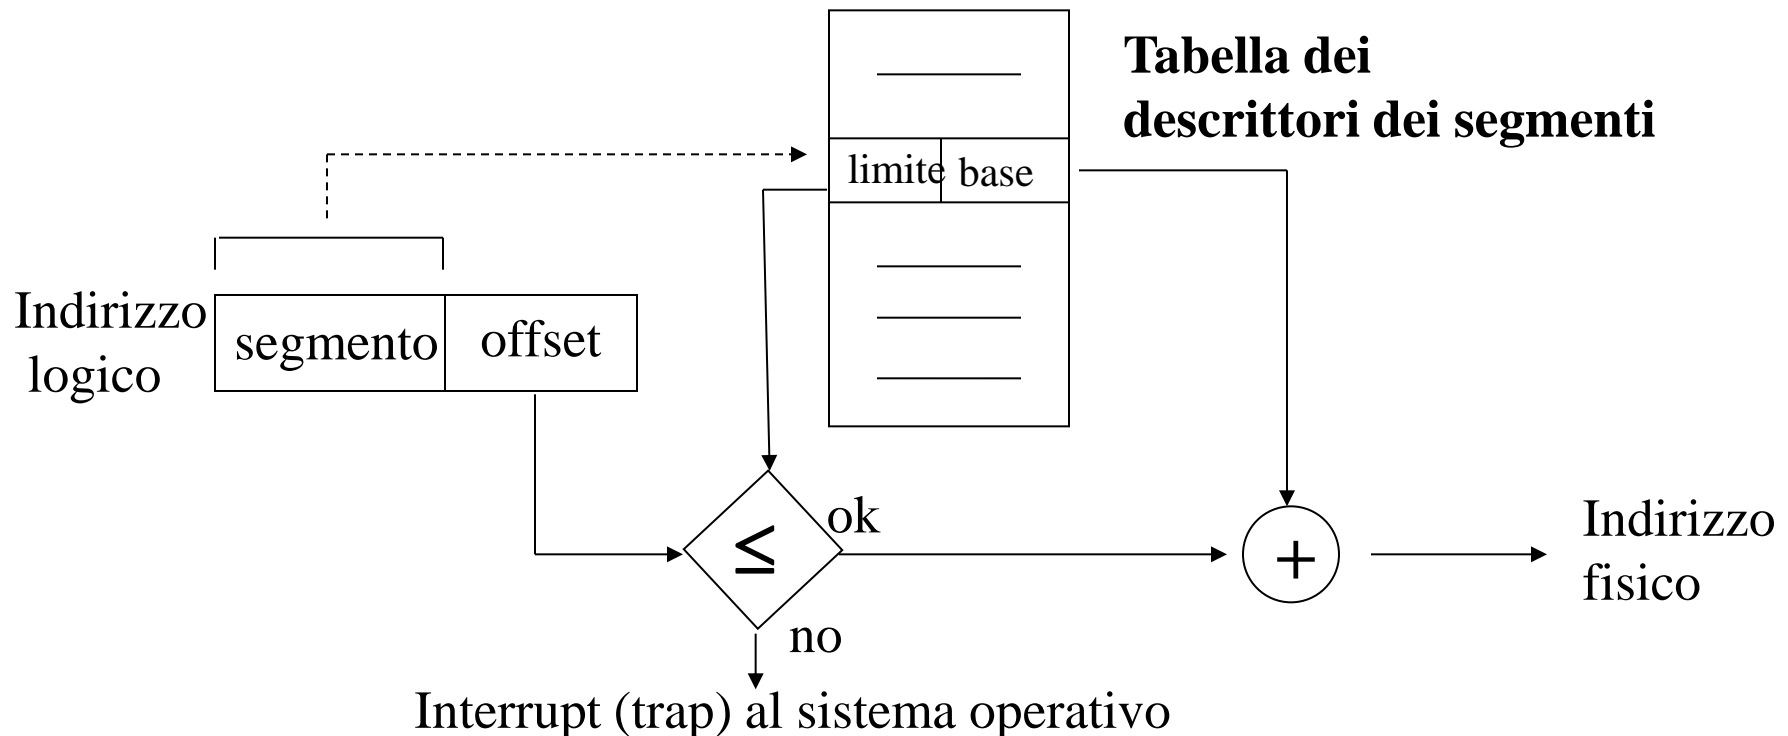 Tabella dei
descrittori dei segmenti
limite base
Indirizzo
logico
segmento offset
ok
≤
+
Indirizzo
fisico
no
Interrupt (trap) al sistema operativo